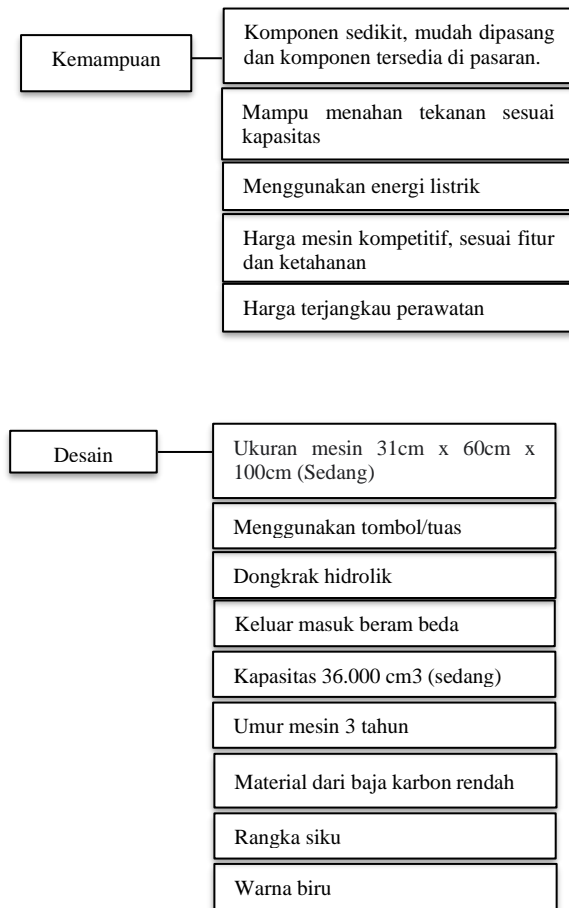 Kemampuan
Komponen sedikit, mudah dipasang
dan komponen tersedia di pasaran.
Mampu menahan tekanan sesuai
kapasitas
Menggunakan energi listrik
Harga mesin kompetitif, sesuai fitur
dan ketahanan
Harga terjangkau perawatan
Desain
Ukuran mesin 31cm x 60cm x
100cm (Sedang)
Menggunakan tombol/tuas
Dongkrak hidrolik
Keluar masuk beram beda
Kapasitas 36.000 cm3 (sedang)
Umur mesin 3 tahun
Material dari baja karbon rendah
Rangka siku
Warna biru